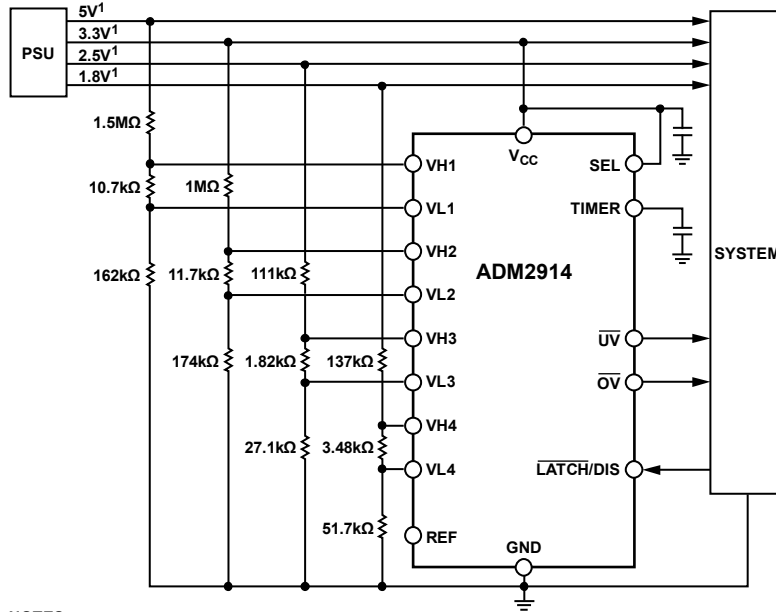 5V1
3.3V1
PSU
2.5V1
1.8V1
1.5MΩ
VCC
VH1
SEL
10.7kΩ
1MΩ
VL1
TIMER
VH2
SYSTEM
162kΩ
11.7kΩ
111kΩ
ADM2914
VL2
VH3
UV
174kΩ
1.82kΩ
137kΩ
VL3
OV
VH4
27.1kΩ
3.48kΩ
VL4
LATCH/DIS
51.7kΩ
REF
GND